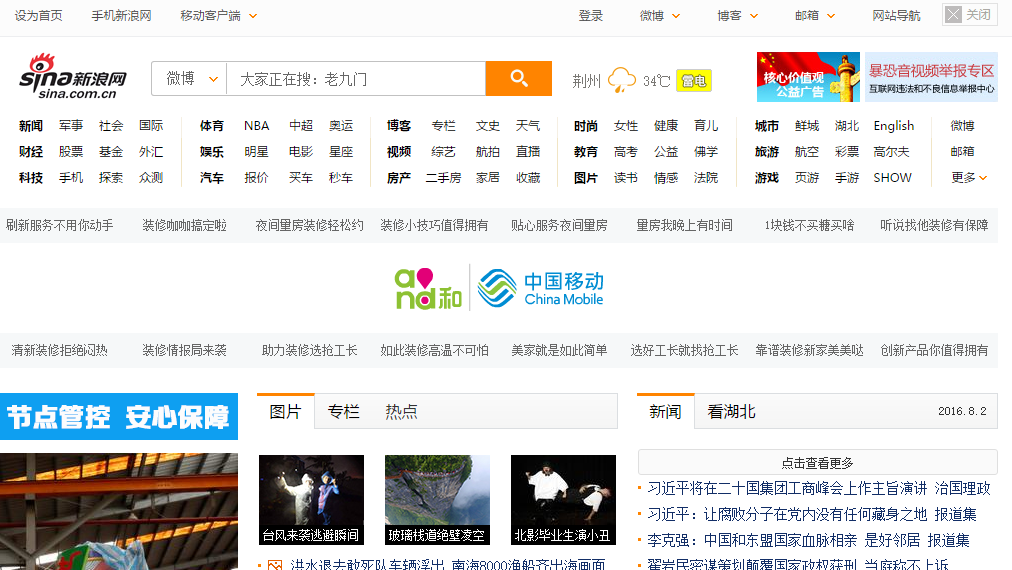 设为首页 手机新浪网 移动客户端 登录 微博 博客 邮箱 网站导航 关闭
sina新浪网
sina.com.cn
微博 大家正在搜：老九门 荆州 34℃ 雷电
核心价值观
公益广告
暴恐音视频举报专区
互联网违法和不良信息举报中心
新闻 军事 社会 国际 体育 NBA 中超 奥运 博客 专栏 文史 天气 时尚 女性 健康 育儿 城市 鲜城 湖北 English 微博
财经 股票 基金 外汇 娱乐 明星 电影 星座 视频 综艺 航拍 直播 教育 高考 公益 佛学 旅游 航空 彩票 高尔夫 邮箱
科技 手机 探索 众测 汽车 报价 买车 秒车 房产 二手房 家居 收藏 图片 读书 情感 法院 游戏 页游 手游 SHOW 更多
刷新服务不用你动手 装修咖咖搞定啦 夜间量房装修轻松约 装修小技巧值得拥有 贴心服务夜间量房 量房我晚上有时间 1块钱不买糖买啥 听说找他装修有保障
and和 中国移动
China Mobile
清新装修拒绝闷热 装修情报局来袭 助力装修选抢工长 如此装修高温不可怕 美家就是如此简单 选好工长就找抢工长 靠谱装修新家美美哒 创新产品你值得拥有
节点管控 安心保障
图片 专栏 热点
新闻 看湖北 2016.8.2
点击查看更多
台风来袭逃避瞬间 玻璃栈道绝壁凌空 北影毕业生演小丑
习近平将在二十国集团工商峰会上作主旨演讲 治国理政
习近平：让腐败分子在党内没有任何藏身之地 报道集
李克强：中国和东盟国家血脉相亲 是好邻居 报道集
洪水退去敢死队车辆浮出 南海8000渔船齐出海画面
翟岩民密谋策划颠覆国家政权获刑 当庭称不上诉